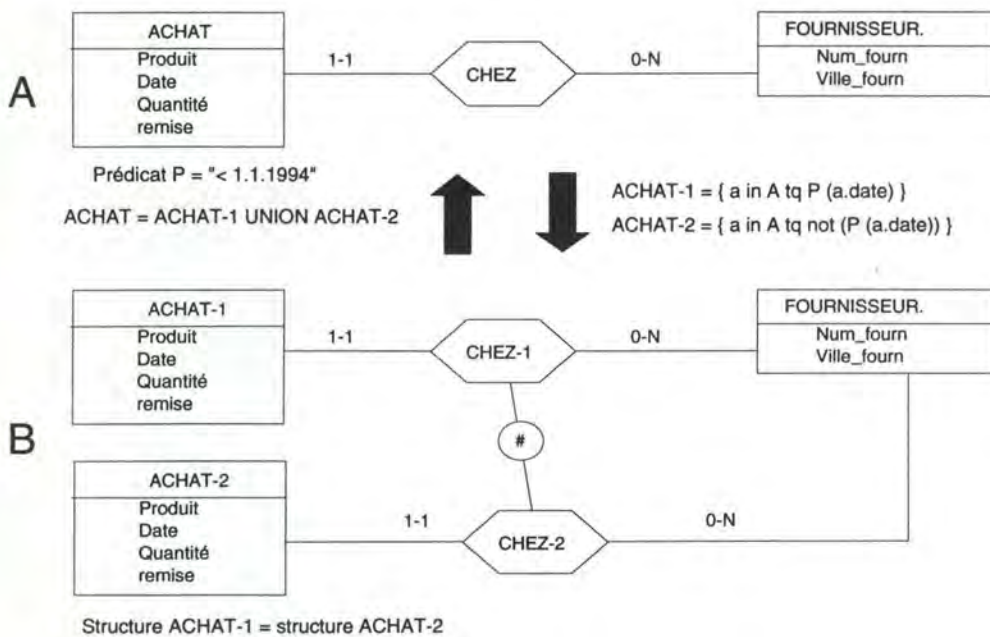 A
ACHAT
Produit
Date
Quantité
remise
1-1
CHEZ
0-N
FOURNISSEUR.
Num_fourn
Ville_fourn
Prédicat P = "< 1.1.1994"
ACHAT = ACHAT-1 UNION ACHAT-2
ACHAT-1 = { a in A tq P (a.date) }
ACHAT-2 = { a in A tq not (P (a.date)) }
B
ACHAT-1
Produit
Date
Quantité
remise
1-1
CHEZ-1
0-N
FOURNISSEUR.
Num_fourn
Ville_fourn
#
ACHAT-2
Produit
Date
Quantité
remise
1-1
CHEZ-2
0-N
Structure ACHAT-1 = structure ACHAT-2